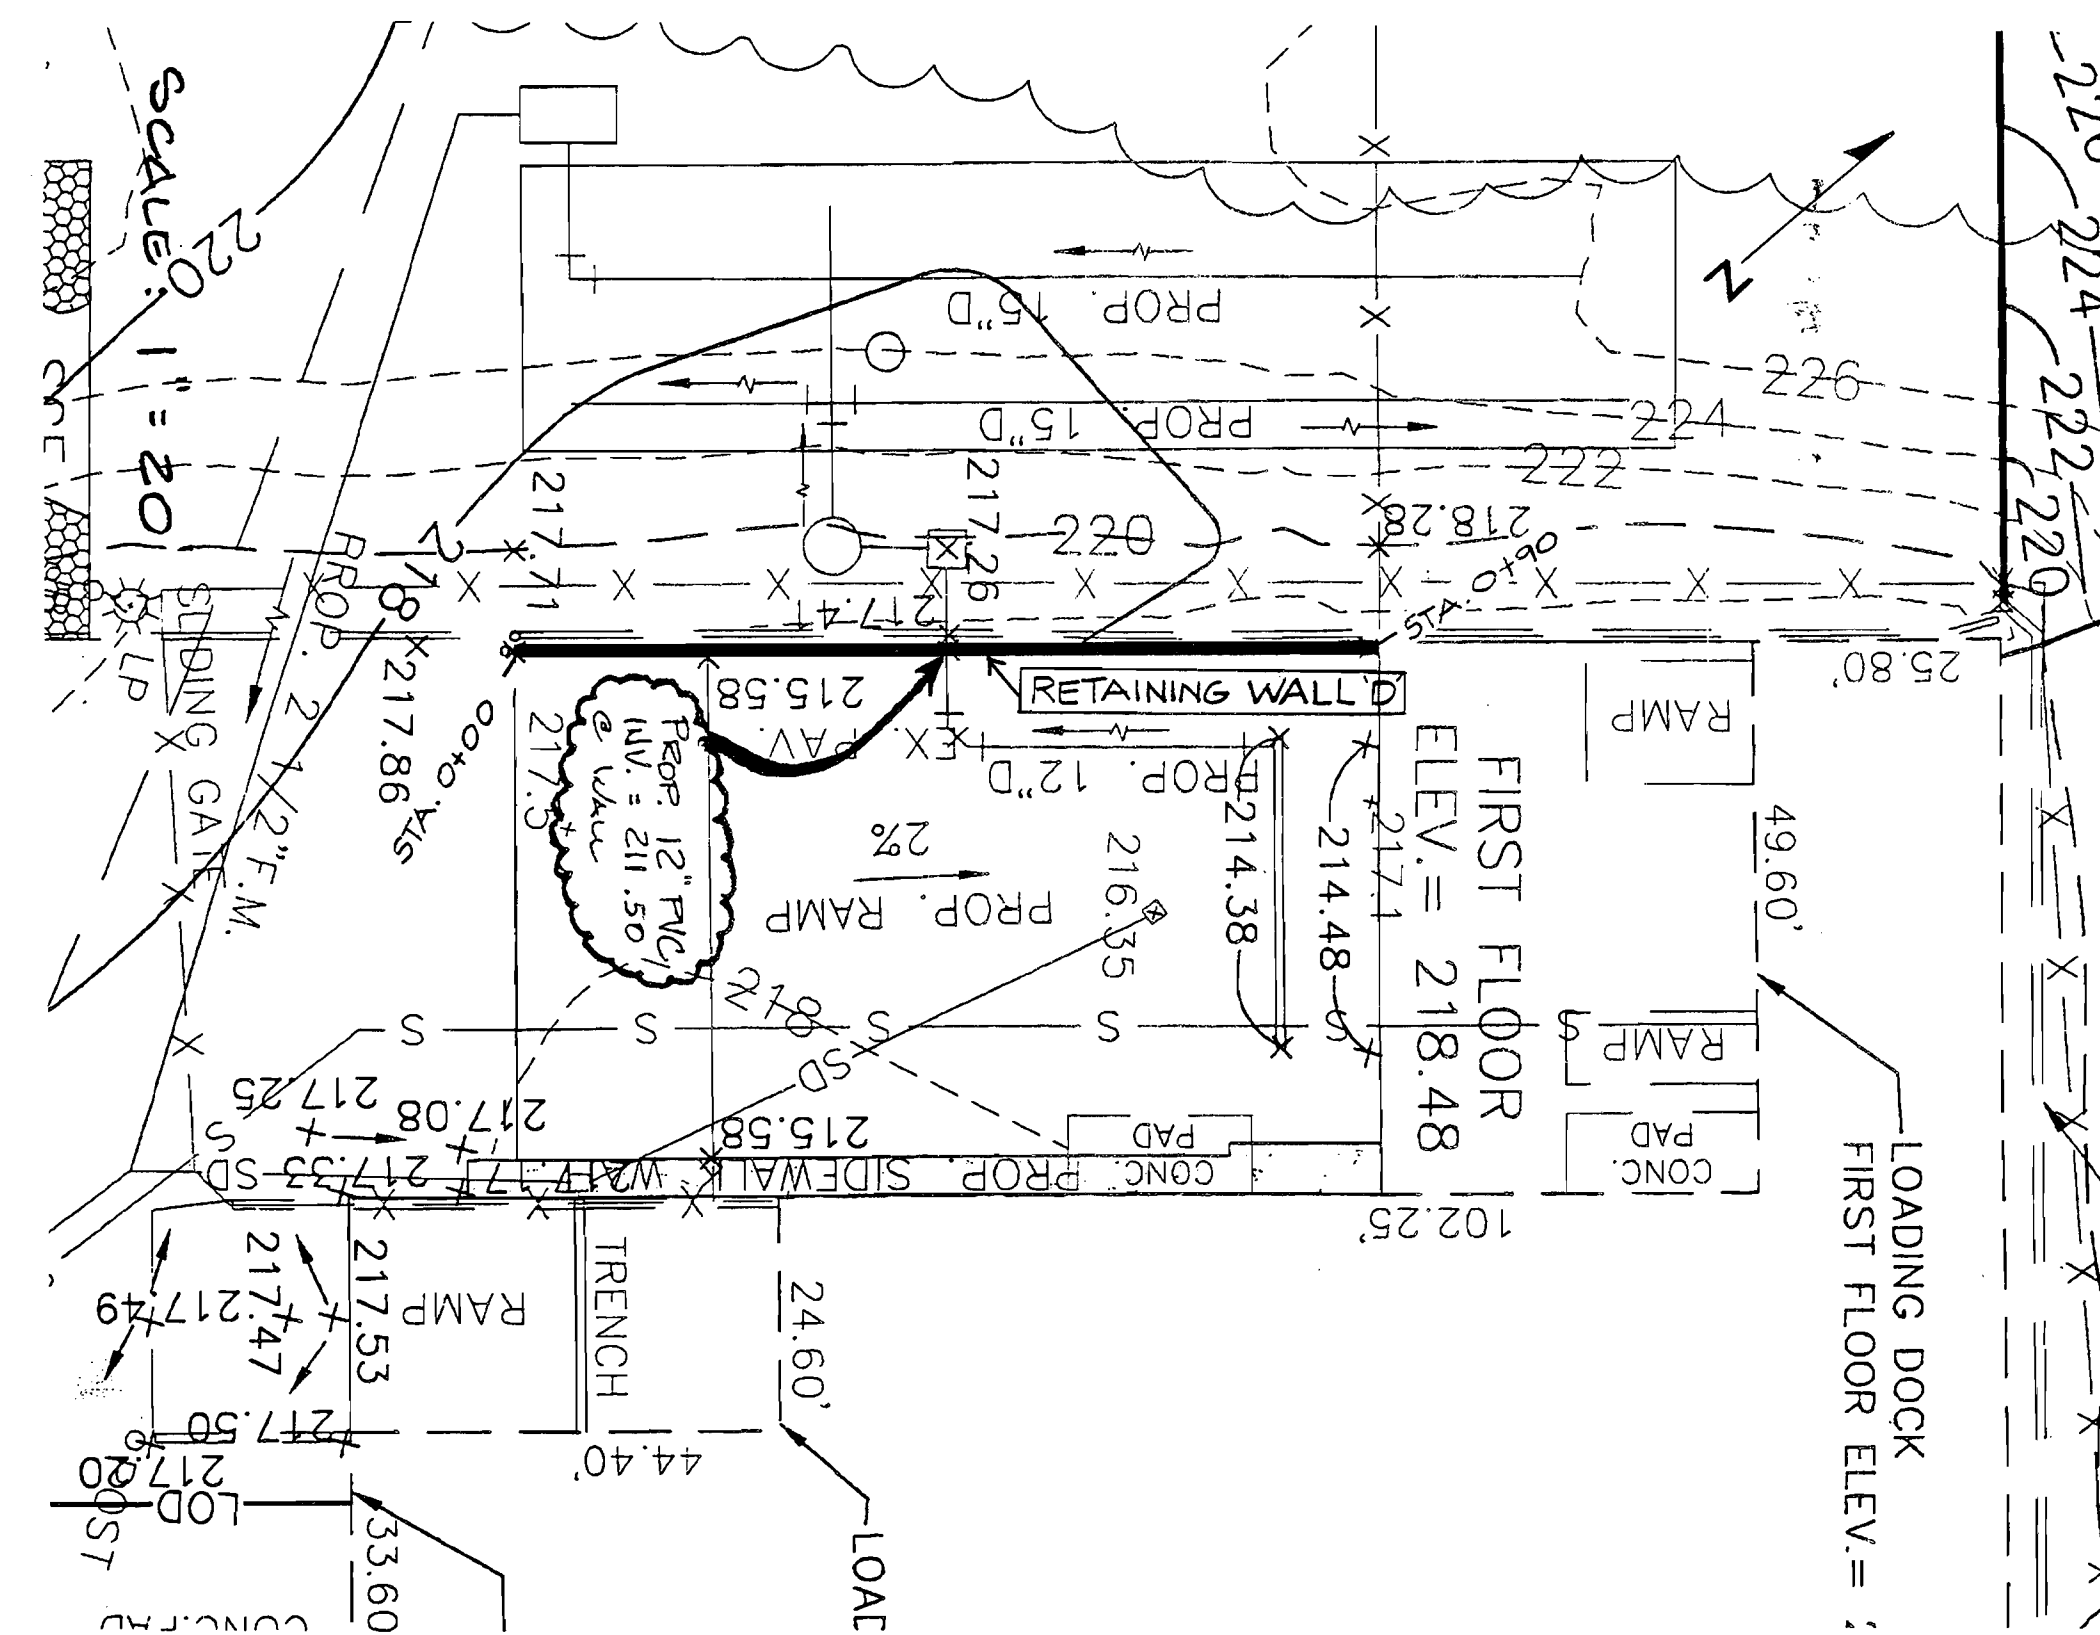 SCALE: 1" = 20'
220
226
224
222
220
N
PROP. 15"D
PROP. 15"D
226
224
222
220
217.71
217.26
218.28
STA. 0+90
217.41
218
PROP. 2 1/2" F.M.
SLIDING GATE
LP
217.86
STA. 0+00
217.5
215.58
RETAINING WALL 'D'
EX. PAV.
PROP. 12"D
PROP. 12" PVC
INV. = 211.50
@ WALL
2%
PROP. RAMP
216.35
214.38
214.48
217.1
FIRST FLOOR
ELEV.= 218.48
RAMP
25.80'
49.60'
RAMP
CONC.
PAD
CONC.
PAD
102.25'
LOADING DOCK
FIRST FLOOR ELEV.=
218
S
S
S
S
S
S
S
SD
SD
215.58
PROP. SIDEWALK
217.25
217.08
217.33
217.49
217.47
217.53
RAMP
TRENCH
24.60'
44.40'
217.50
217.20
LOD
ST
33.60
LOAD
CONC. PAD
X
X
X